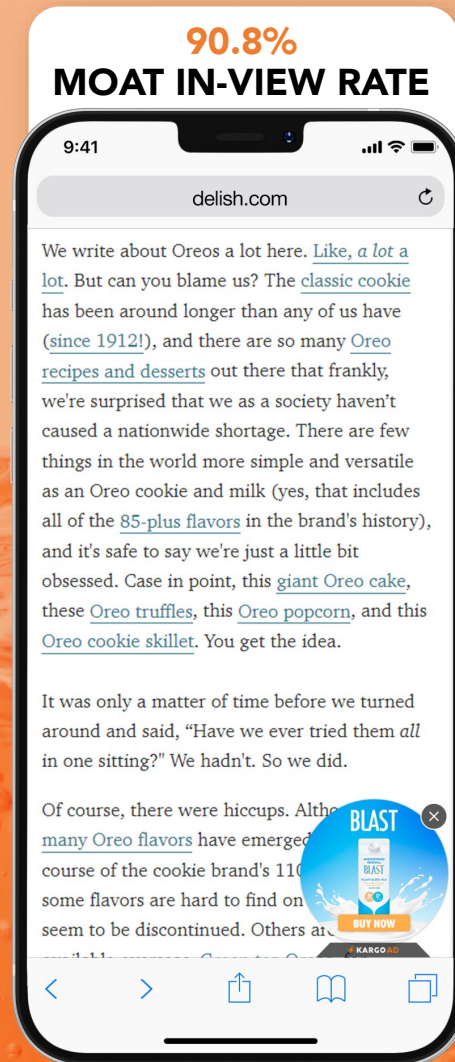 90.8%
MOAT IN-VIEW RATE
9:41
delish.com
We write about Oreos a lot here. Like, a lot a
lot. But can you blame us? The classic cookie
has been around longer than any of us have
(since 1912!), and there are so many Oreo
recipes and desserts out there that frankly,
we're surprised that we as a society haven't
caused a nationwide shortage. There are few
things in the world more simple and versatile
as an Oreo cookie and milk (yes, that includes
all of the 85-plus flavors in the brand's history),
and it's safe to say we're just a little bit
obsessed. Case in point, this giant Oreo cake,
these Oreo truffles, this Oreo popcorn, and this
Oreo cookie skillet. You get the idea.
It was only a matter of time before we turned
around and said, “Have we ever tried them all
in one sitting?" We hadn't. So we did.
Of course, there were hiccups. Altho
many Oreo flavors have emerged
course of the cookie brand's 110
some flavors are hard to find on
seem to be discontinued. Others are
BLAST
BLAST
BUY NOW
KARGO AD